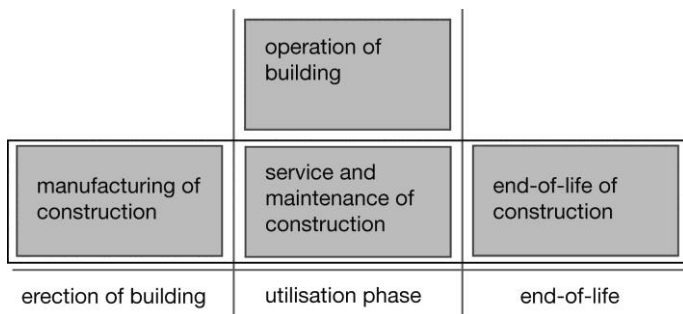 operation of
building
manufacturing of
construction
service and
maintenance of
construction
end-of-life of
construction
erection of building
utilisation phase
end-of-life